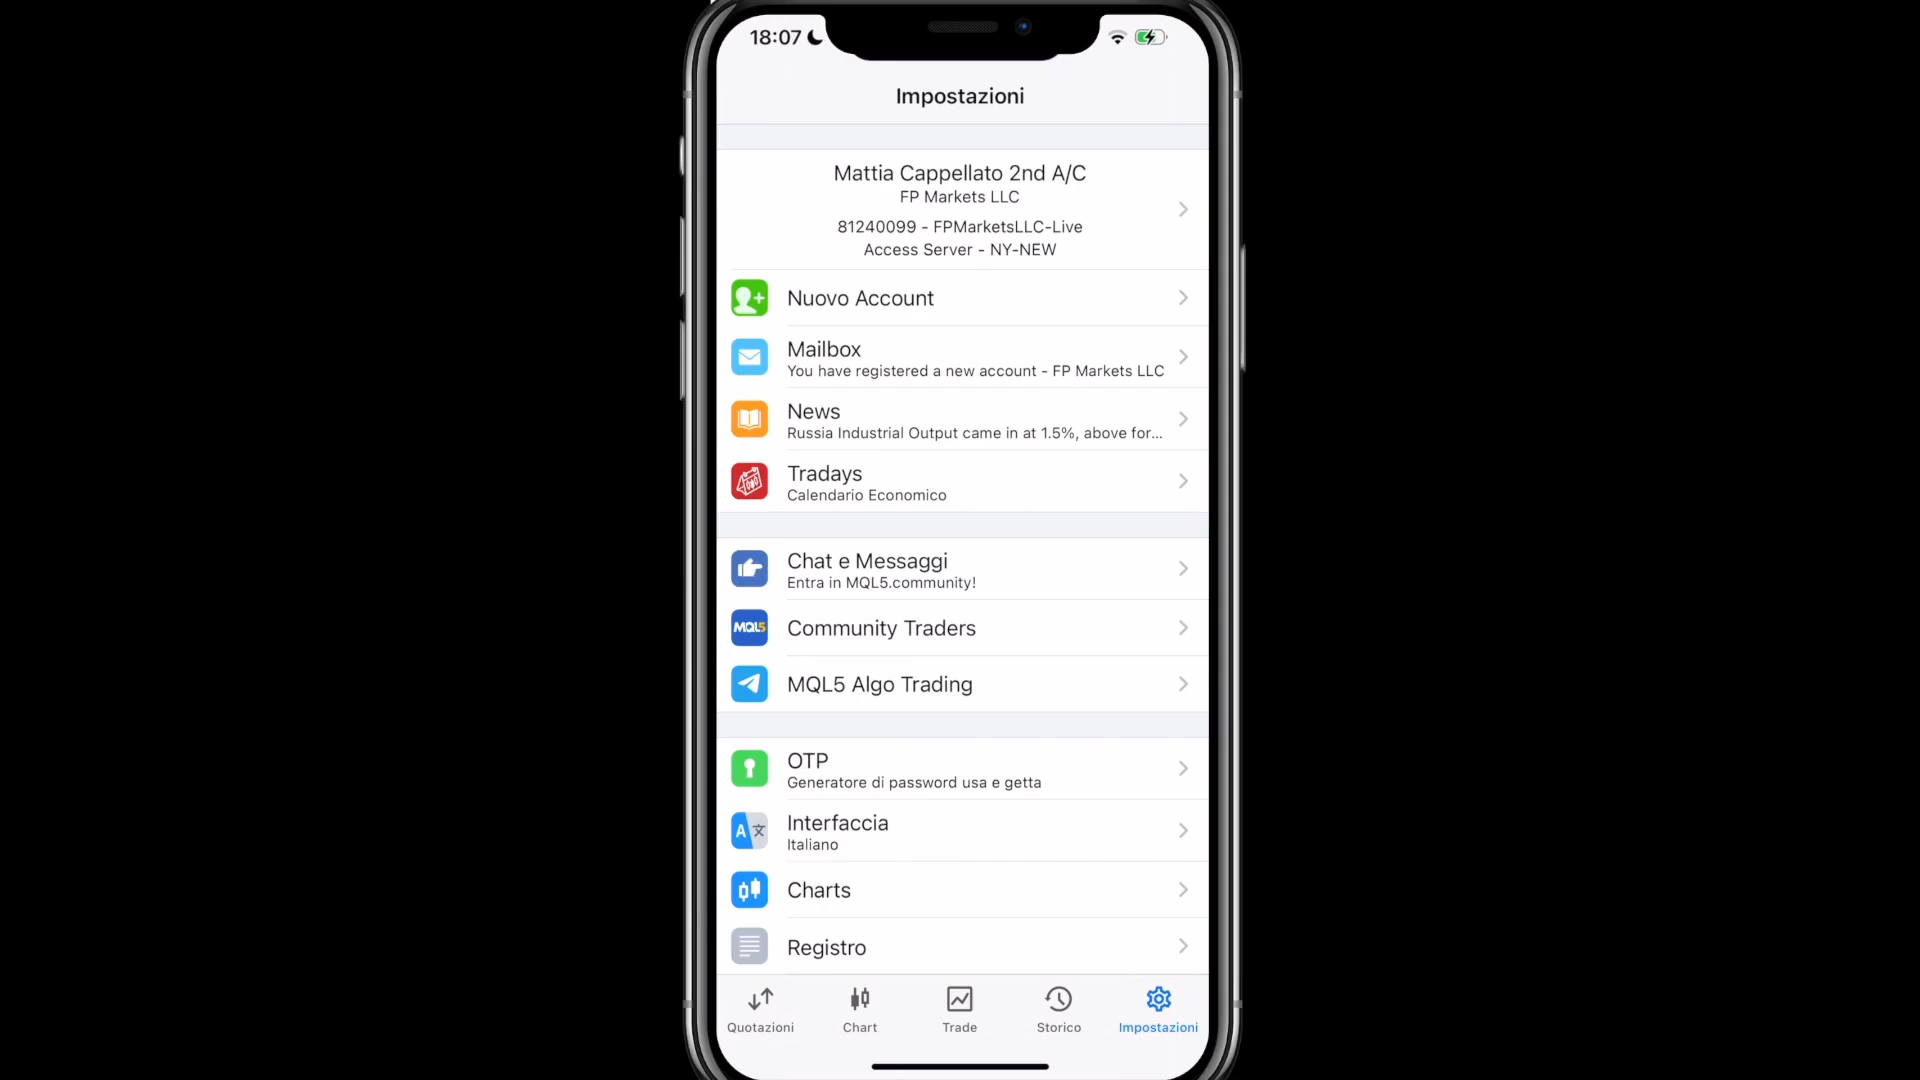 18:07
Impostazioni
Mattia Cappellato 2nd A/C
FP Markets LLC
81240099 - FPMarketsLLC-Live
Access Server - NY-NEW
Nuovo Account
Mailbox
You have registered a new account - FP Markets LLC
News
Russia Industrial Output came in at 1.5%, above for...
Tradays
Calendario Economico
Chat e Messaggi
Entra in MQL5.community!
MQL5
Community Traders
MQL5 Algo Trading
OTP
Generatore di password usa e getta
A文
Interfaccia
Italiano
Charts
Registro
Quotazioni
Chart
Trade
Storico
Impostazioni